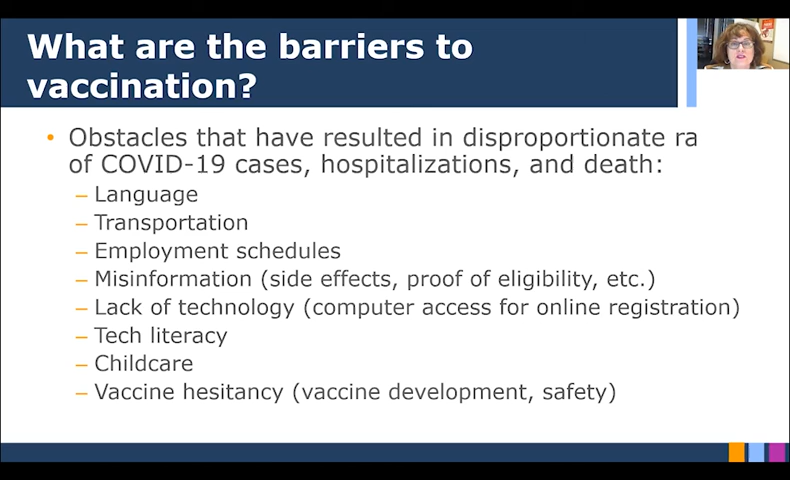 What are the barriers to
vaccination?
• Obstacles that have resulted in disproportionate ra
of COVID-19 cases, hospitalizations, and death:
– Language
– Transportation
– Employment schedules
– Misinformation (side effects, proof of eligibility, etc.)
– Lack of technology (computer access for online registration)
– Tech literacy
– Childcare
– Vaccine hesitancy (vaccine development, safety)